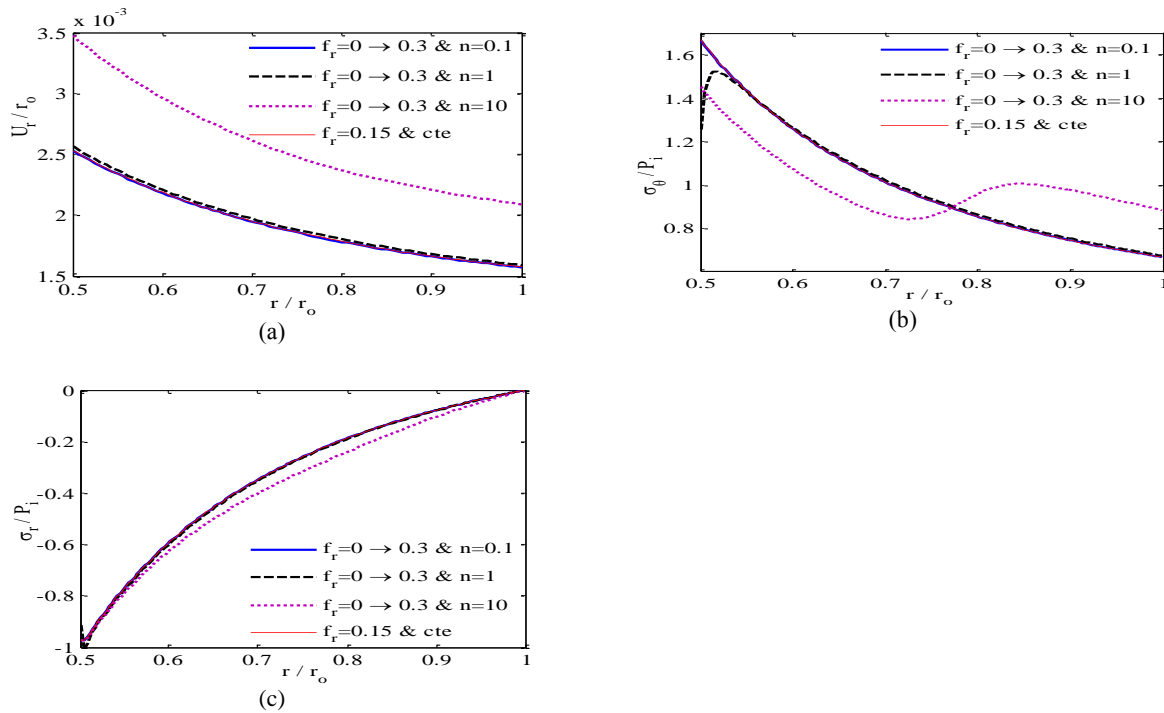 x 10^-3
3.5
3
2.5
2
1.5
U_r / r_o
f_r=0 → 0.3 & n=0.1
f_r=0 → 0.3 & n=1
f_r=0 → 0.3 & n=10
f_r=0.15 & cte
0.5 0.6 0.7 0.8 0.9 1
r / r_o
(a)
1.6
1.4
1.2
1
0.8
σ_θ / P_i
f_r=0 → 0.3 & n=0.1
f_r=0 → 0.3 & n=1
f_r=0 → 0.3 & n=10
f_r=0.15 & cte
0.5 0.6 0.7 0.8 0.9 1
r / r_o
(b)
0
-0.2
-0.4
-0.6
-0.8
-1
σ_r / P_i
f_r=0 → 0.3 & n=0.1
f_r=0 → 0.3 & n=1
f_r=0 → 0.3 & n=10
f_r=0.15 & cte
0.5 0.6 0.7 0.8 0.9 1
r / r_o
(c)